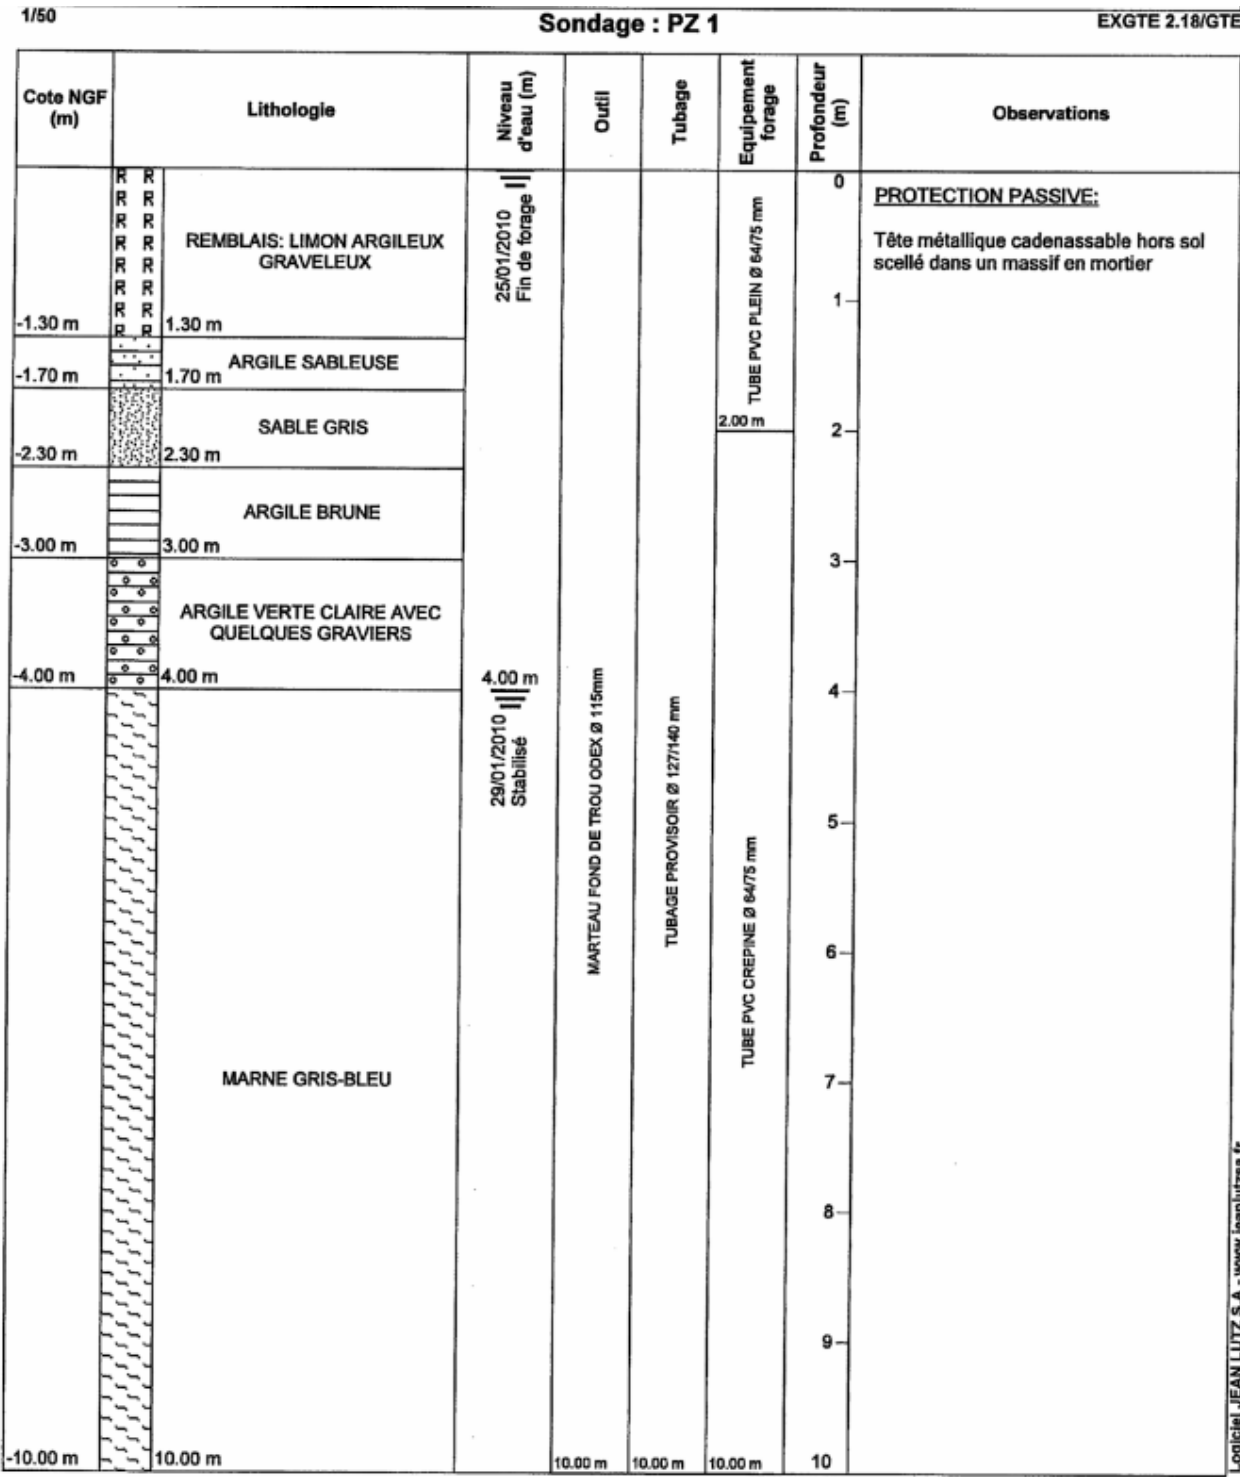 1/50
Sondage : PZ 1
EXGTE 2.18/GTE
Cote NGF
(m)
Lithologie
Niveau
d'eau (m)
Outil
Tubage
Equipement
forage
Profondeur
(m)
Observations
R R
R R
R R
R R
R R
R R
R R
R R
REMBLAIS: LIMON ARGILEUX
GRAVELEUX
-1.30 m
1.30 m
ARGILE SABLEUSE
-1.70 m
1.70 m
SABLE GRIS
-2.30 m
2.30 m
ARGILE BRUNE
-3.00 m
3.00 m
ARGILE VERTE CLAIRE AVEC
QUELQUES GRAVIERS
-4.00 m
4.00 m
MARNE GRIS-BLEU
-10.00 m
10.00 m
25/01/2010
Fin de forage
4.00 m
29/01/2010
Stabilisé
MARTEAU FOND DE TROU ODEX Ø 115mm
10.00 m
TUBAGE PROVISOIR Ø 127/140 mm
10.00 m
TUBE PVC PLEIN Ø 64/75 mm
2.00 m
TUBE PVC CREPINE Ø 64/75 mm
10.00 m
0
1
2
3
4
5
6
7
8
9
10
PROTECTION PASSIVE:
Tête métallique cadenassable hors sol
scellé dans un massif en mortier
Logiciel JEAN LUTZ S.A - www.jeanlutzsa.fr